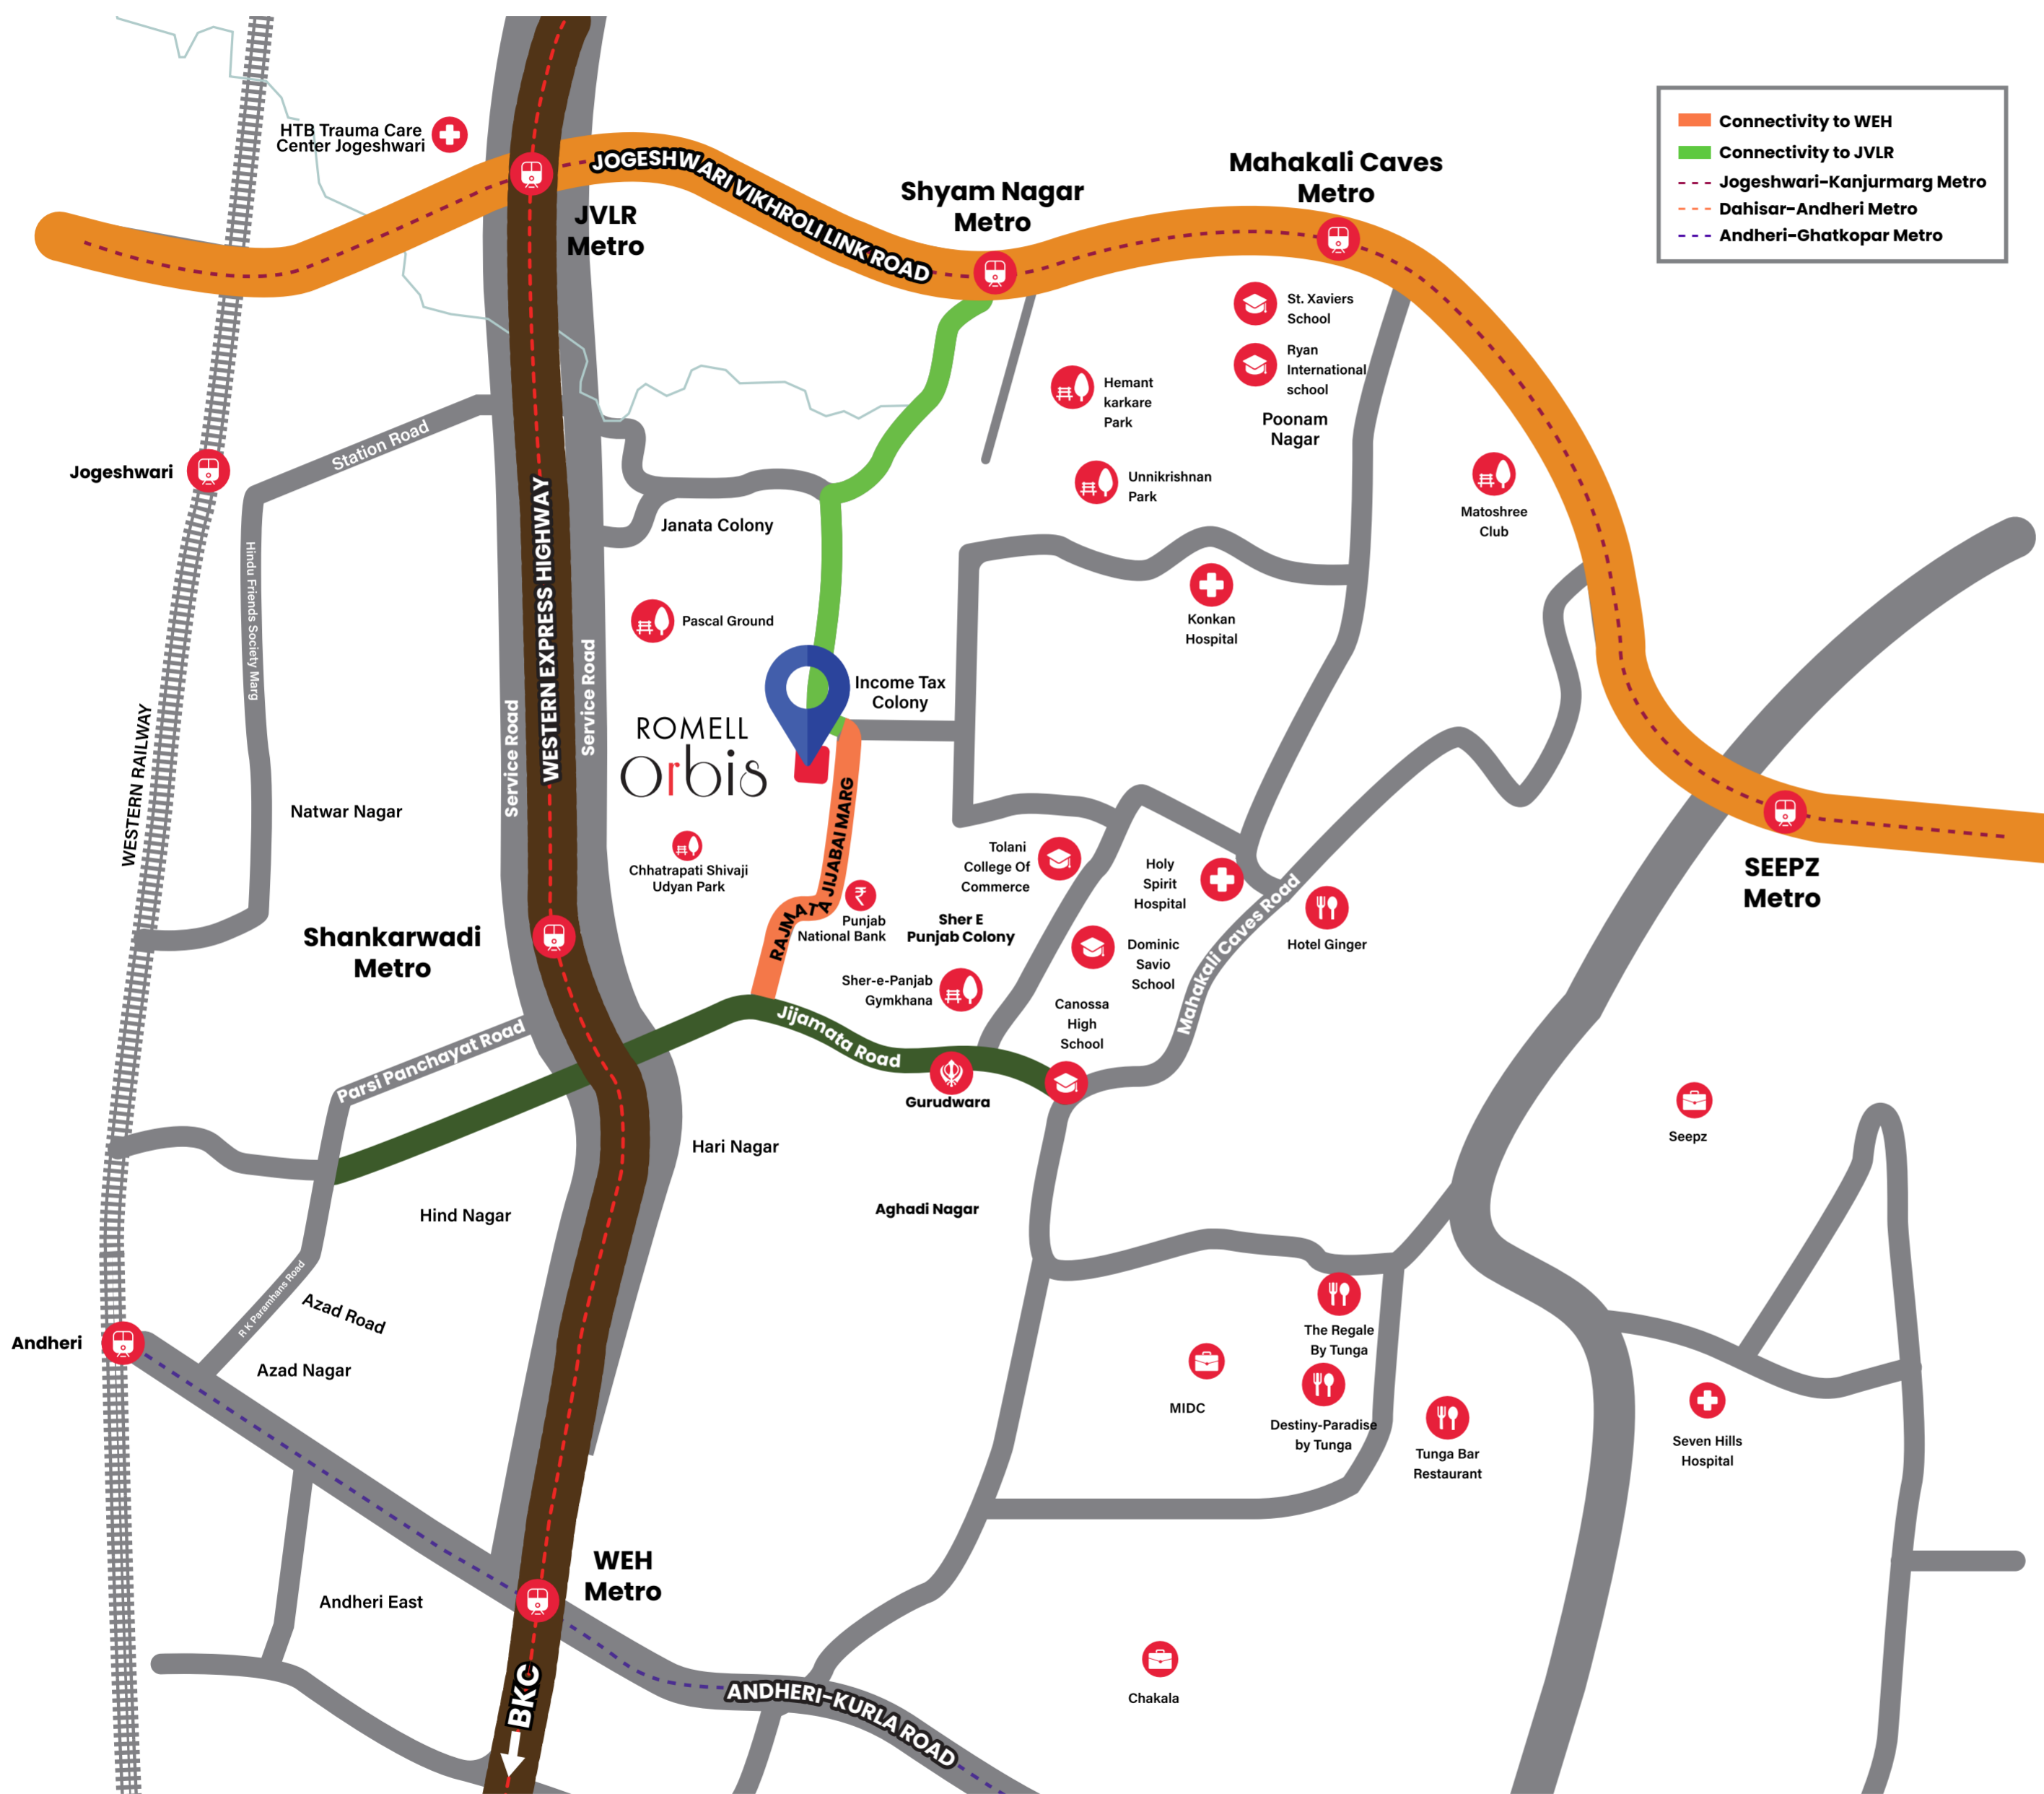 HTB Trauma Care
Center Jogeshwari
JOGESHWARI VIKHROLI LINK ROAD
JVLR
Metro
Shyam Nagar
Metro
Mahakali Caves
Metro
Connectivity to WEH
Connectivity to JVLR
Jogeshwari-Kanjurmarg Metro
Dahisar-Andheri Metro
Andheri-Ghatkopar Metro
St. Xaviers
School
Ryan
International
school
Poonam
Nagar
Hemant
karkare
Park
Unnikrishnan
Park
Matoshree
Club
Jogeshwari
Station Road
Hindu Friends Society Marg
WESTERN RAILWAY
WESTERN EXPRESS HIGHWAY
Service Road
Service Road
Janata Colony
Pascal Ground
Konkan
Hospital
Income Tax
Colony
ROMELL
Orbis
RAJMATA JIJABAI MARG
Natwar Nagar
Chhatrapati Shivaji
Udyan Park
Punjab
National Bank
Tolani
College Of
Commerce
Sher E
Punjab Colony
Holy
Spirit
Hospital
Hotel Ginger
Mahakali Caves Road
SEEPZ
Metro
Shankarwadi
Metro
Dominic
Savio
School
Sher-e-Panjab
Gymkhana
Canossa
High
School
Parsi Panchayat Road
Jijamata Road
Gurudwara
Seepz
Hari Nagar
Hind Nagar
Aghadi Nagar
R K Paramhans Road
Azad Road
Azad Nagar
Andheri
The Regale
By Tunga
MIDC
Destiny-Paradise
by Tunga
Tunga Bar
Restaurant
Seven Hills
Hospital
WEH
Metro
Andheri East
BKC
ANDHERI-KURLA ROAD
Chakala